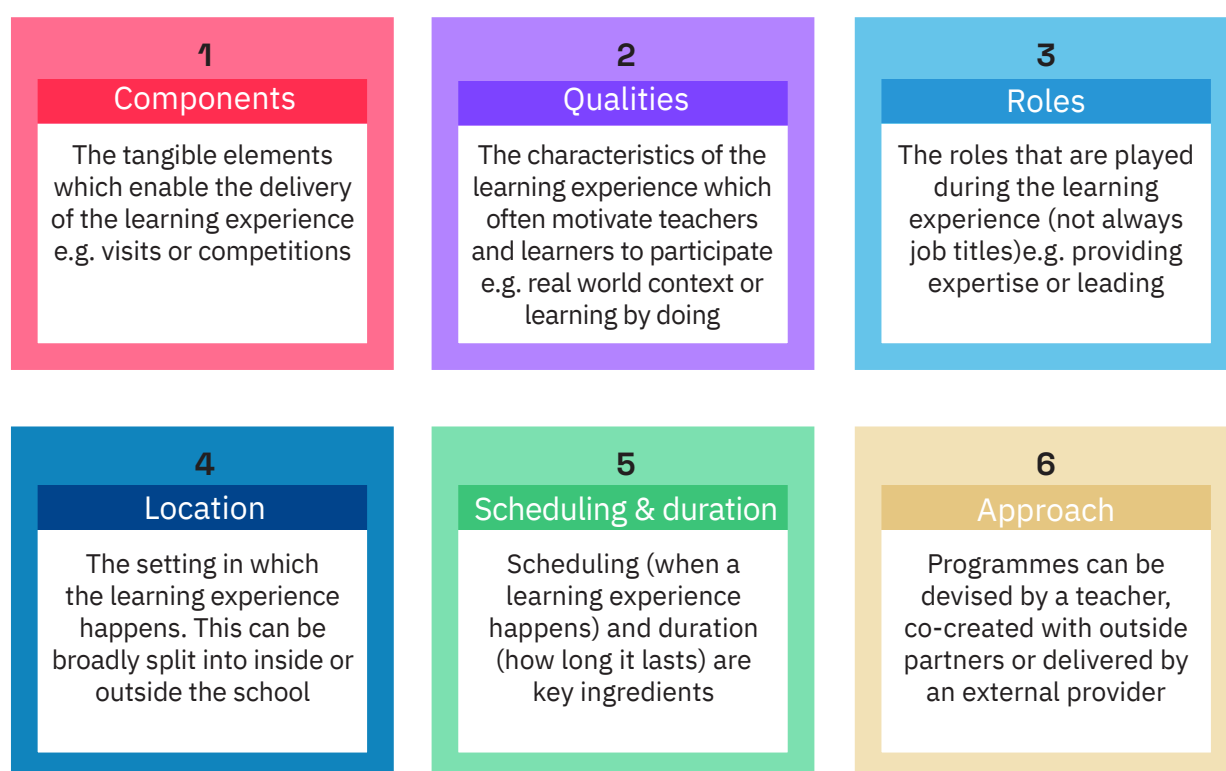 1
Components
The tangible elements
which enable the delivery
of the learning experience
e.g. visits or competitions
2
Qualities
The characteristics of the
learning experience which
often motivate teachers
and learners to participate
e.g. real world context or
learning by doing
3
Roles
The roles that are played
during the learning
experience (not always
job titles)e.g. providing
expertise or leading
4
Location
The setting in which
the learning experience
happens. This can be
broadly split into inside or
outside the school
5
Scheduling & duration
Scheduling (when a
learning experience
happens) and duration
(how long it lasts) are
key ingredients
6
Approach
Programmes can be
devised by a teacher,
co-created with outside
partners or delivered by
an external provider